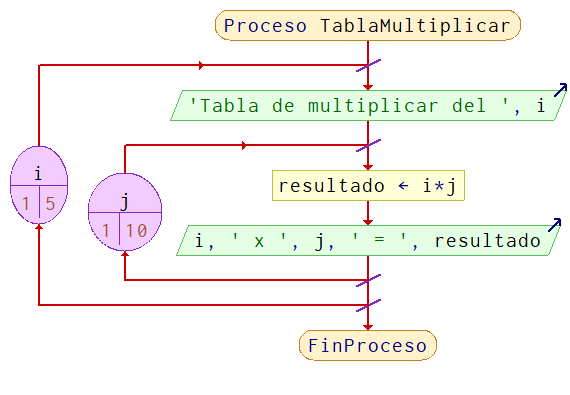 Proceso TablaMultiplicar
'Tabla de multiplicar del ', i
i
1 5
j
1 10
resultado ← i*j
i, ' x ', j, ' = ', resultado
FinProceso